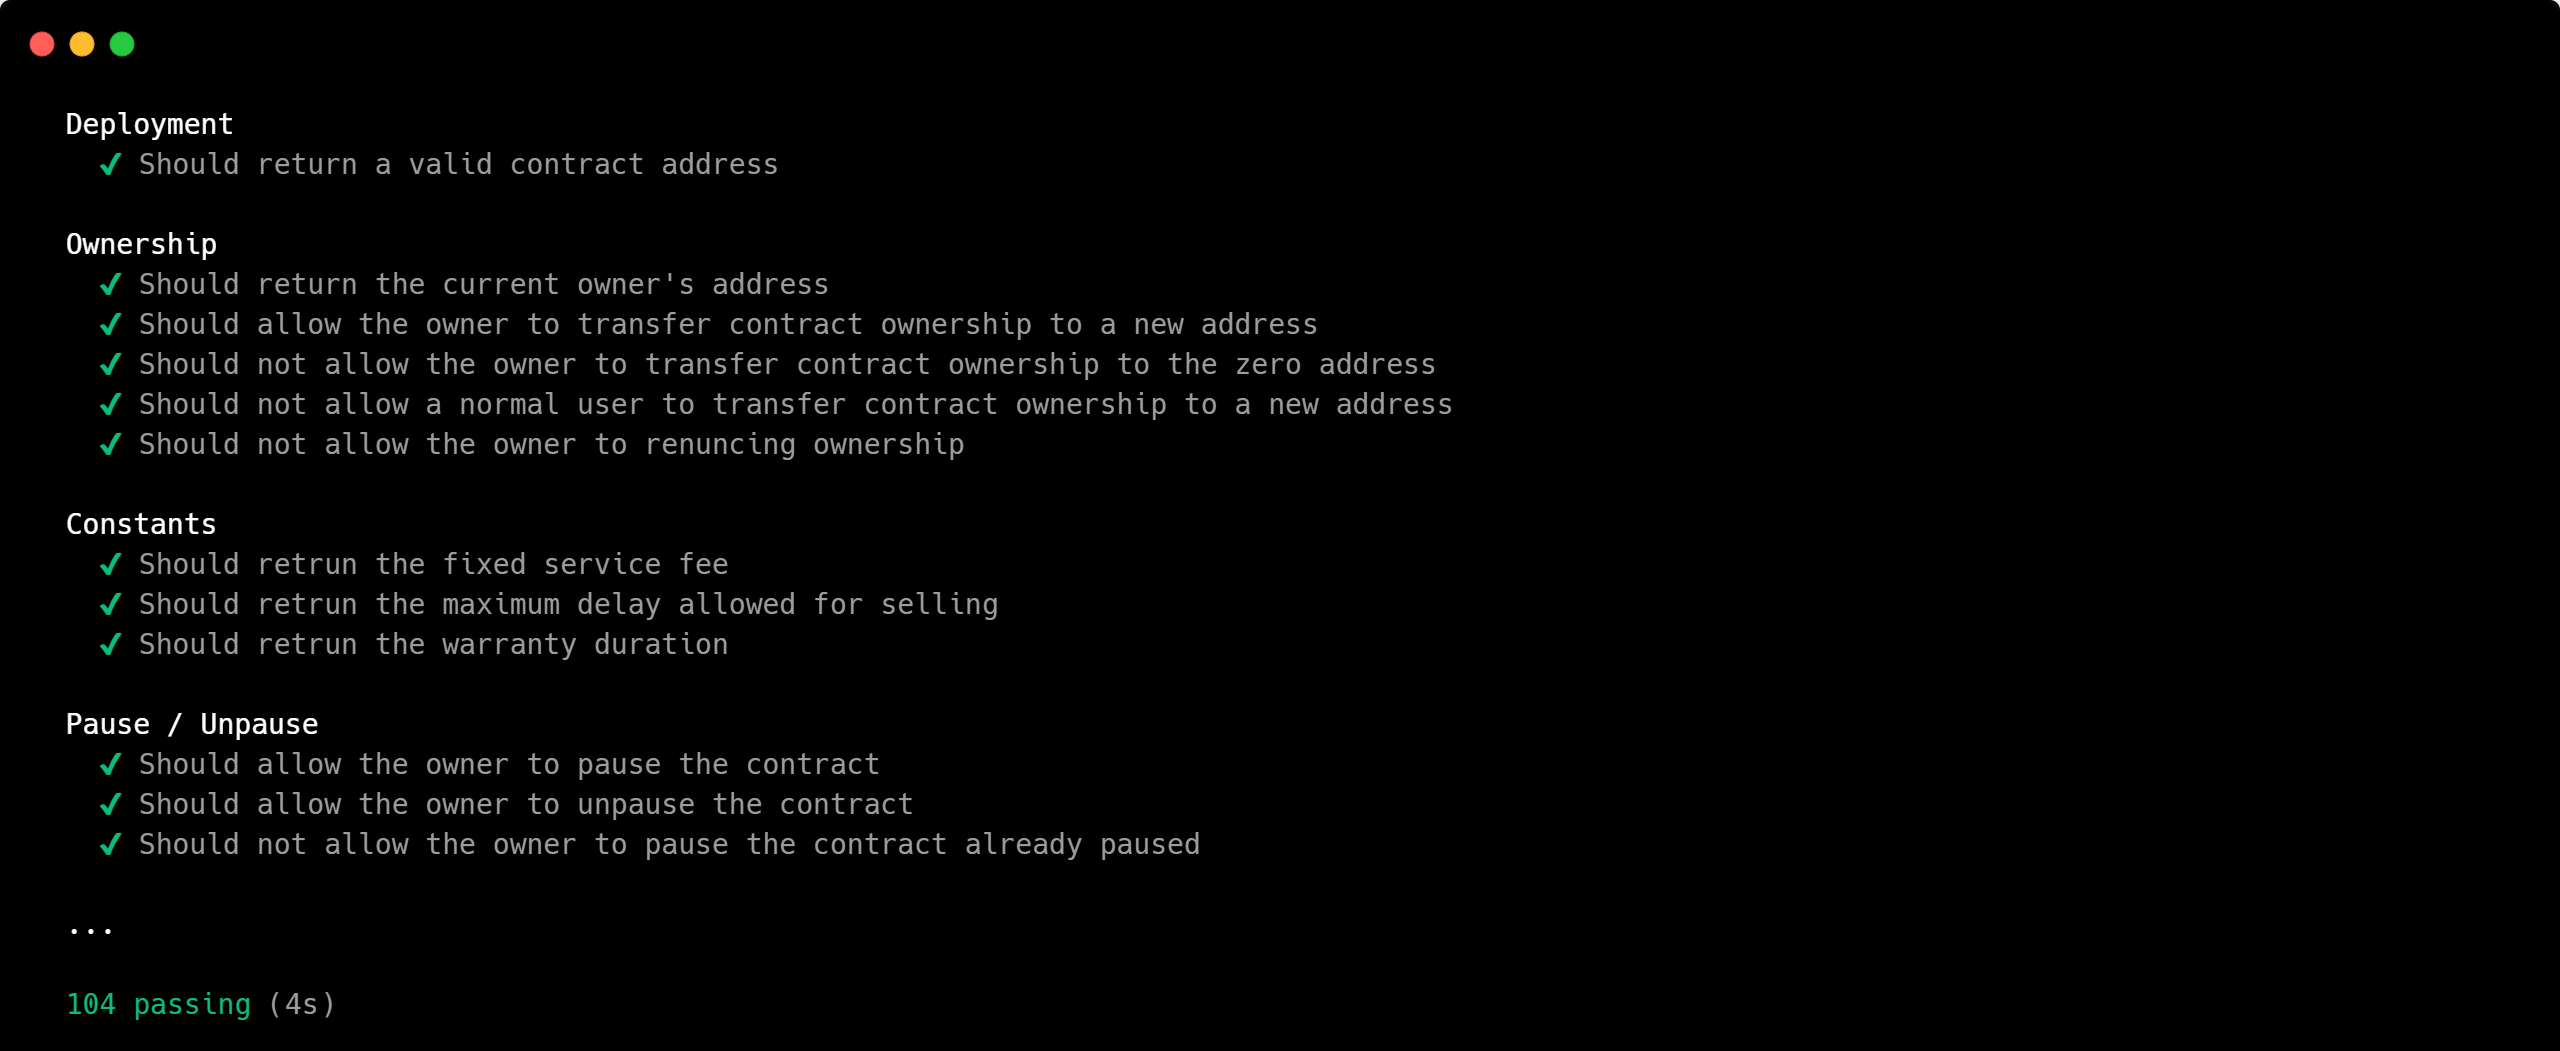 Deployment
✔ Should return a valid contract address
Ownership
✔ Should return the current owner's address
✔ Should allow the owner to transfer contract ownership to a new address
✔ Should not allow the owner to transfer contract ownership to the zero address
✔ Should not allow a normal user to transfer contract ownership to a new address
✔ Should not allow the owner to renuncing ownership
Constants
✔ Should retrun the fixed service fee
✔ Should retrun the maximum delay allowed for selling
✔ Should retrun the warranty duration
Pause / Unpause
✔ Should allow the owner to pause the contract
✔ Should allow the owner to unpause the contract
✔ Should not allow the owner to pause the contract already paused
...
104 passing (4s)